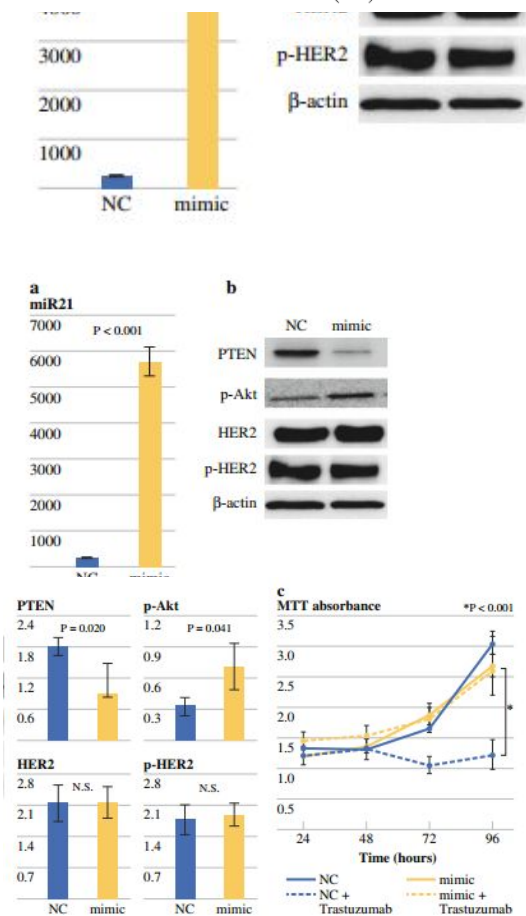 3000
2000
1000
NC mimic
p-HER2
β-actin
a
miR21
7000
P < 0.001
6000
5000
4000
3000
2000
1000
b
NC mimic
PTEN
p-Akt
HER2
p-HER2
β-actin
PTEN
2.4
P = 0.020
1.8
1.2
0.6
p-Akt
1.2
P = 0.041
0.9
0.6
0.3
HER2
2.8
N.S.
2.1
1.4
0.7
NC mimic
p-HER2
2.8
N.S.
2.1
1.4
0.7
NC mimic
c
MTT absorbance
*P < 0.001
3.5
3.0
2.5
2.0
1.5
1.0
0.5
*
24 48 72 96
Time (hours)
NC mimic
NC + mimic +
Trastuzumab Trastuzumab